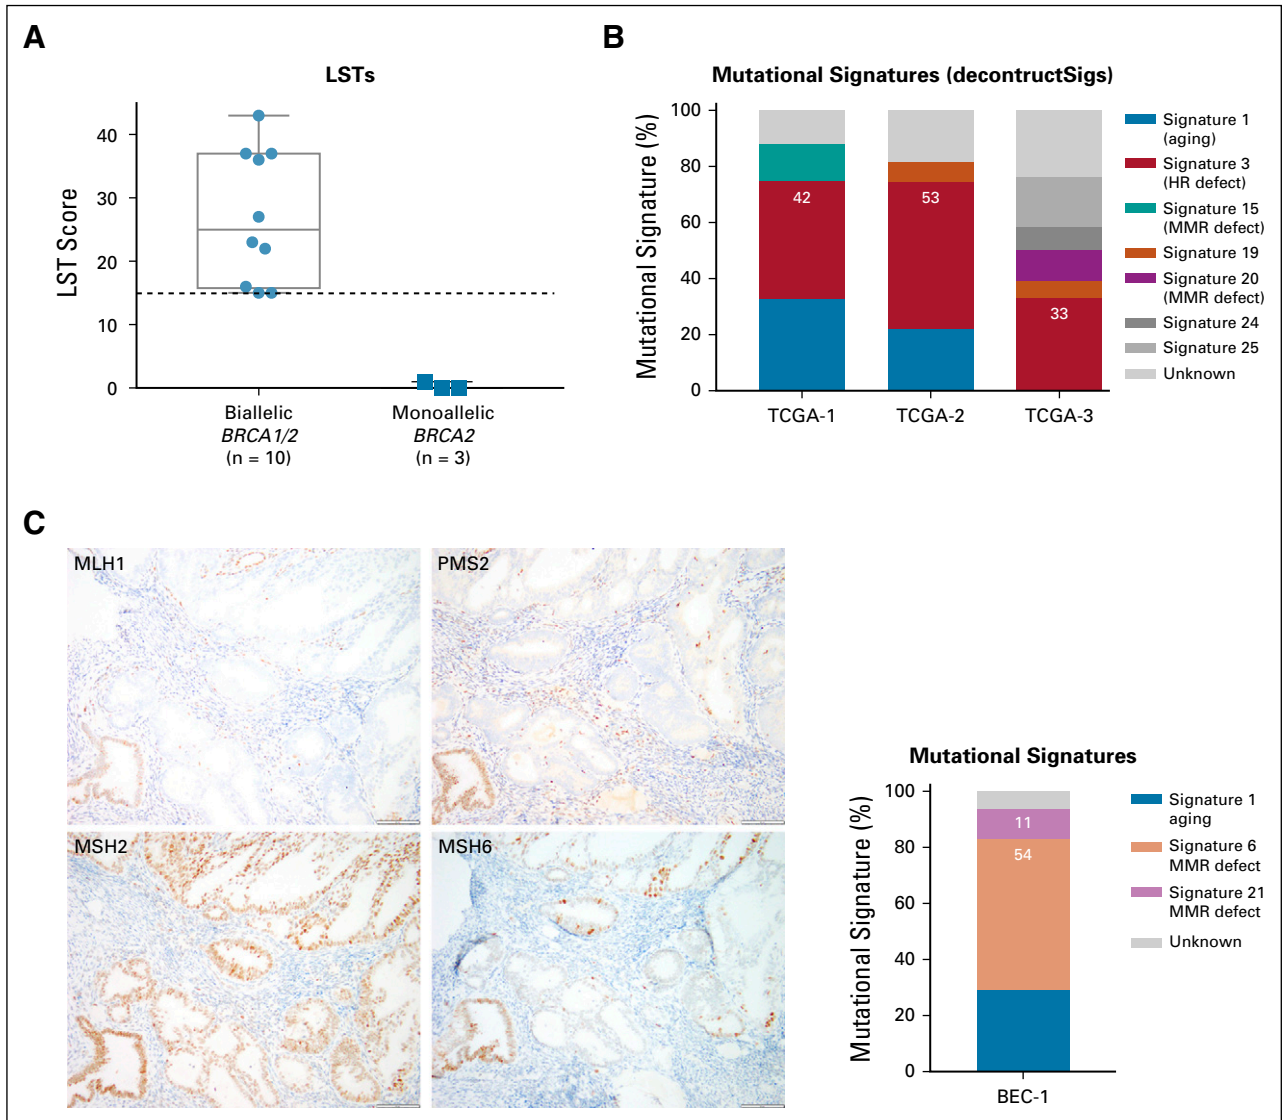 A
LSTs
LST Score
40
30
20
10
0
Biallelic
BRCA1/2
(n = 10)
Monoallelic
BRCA2
(n = 3)
B
Mutational Signatures (decontructSigs)
Mutational Signature (%)
100
80
60
40
20
0
42
53
33
TCGA-1
TCGA-2
TCGA-3
Signature 1
(aging)
Signature 3
(HR defect)
Signature 15
(MMR defect)
Signature 19
Signature 20
(MMR defect)
Signature 24
Signature 25
Unknown
C
MLH1
PMS2
MSH2
MSH6
Mutational Signatures
Mutational Signature (%)
100
80
60
40
20
0
11
54
BEC-1
Signature 1
aging
Signature 6
MMR defect
Signature 21
MMR defect
Unknown